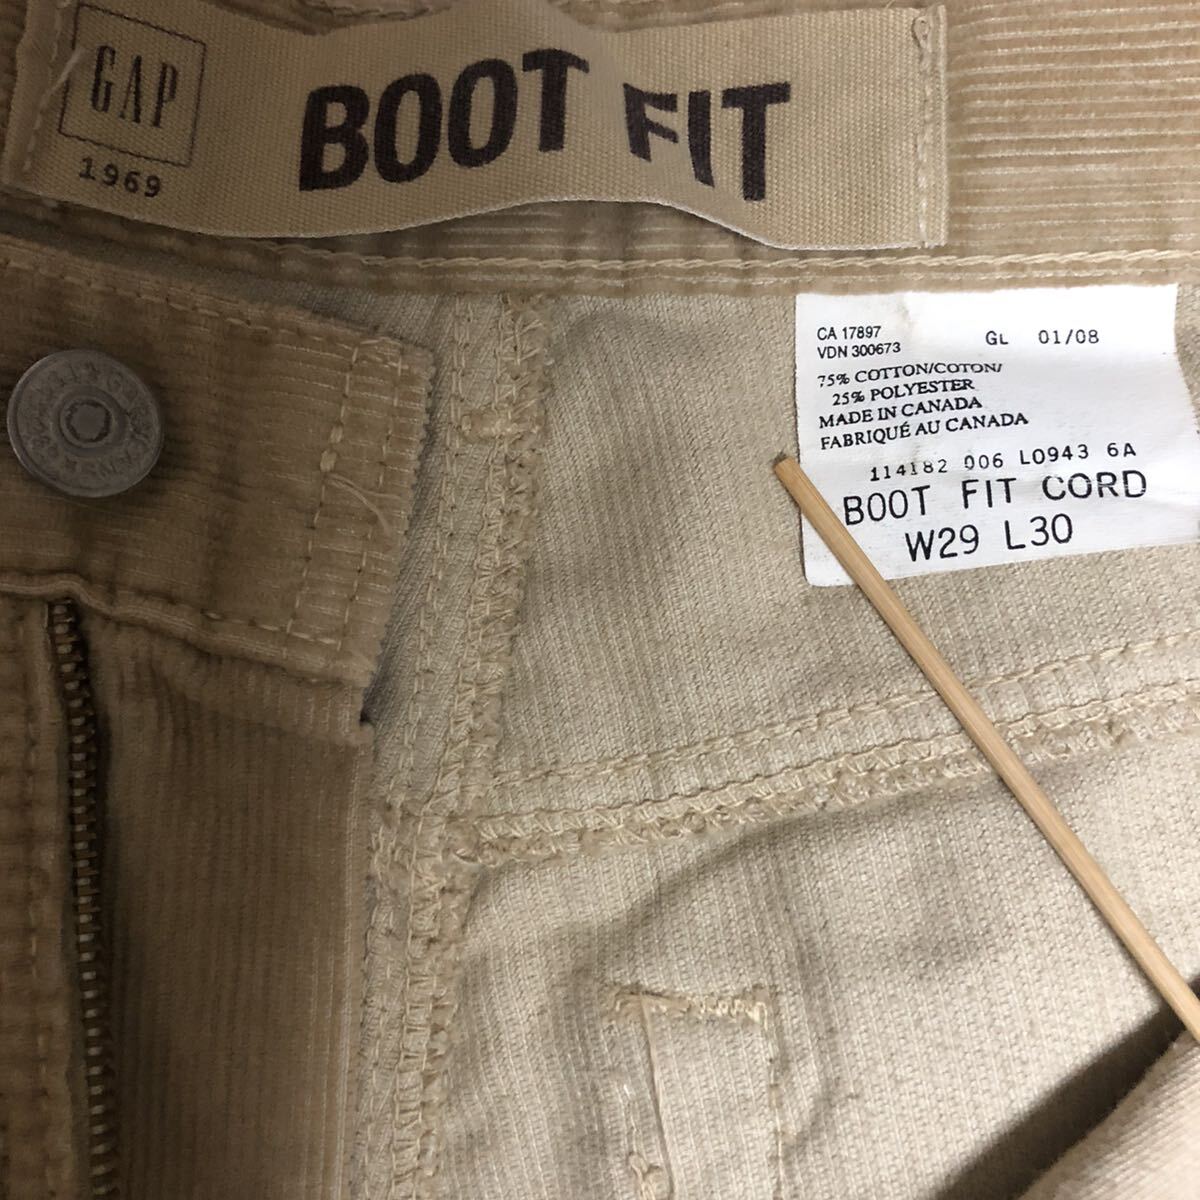 GAP
1969
BOOT FIT
CA 17897
VDN 300673
GL 01/08
75% COTTON/COTON/
25% POLYESTER
MADE IN CANADA
FABRIQUÉ AU CANADA
114182 006 L0943 6A
BOOT FIT CORD
W29 L30